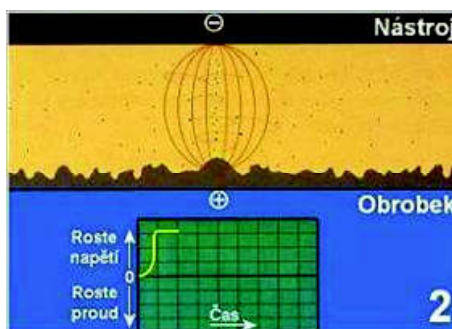 ⊖
Nástroj
⊕
Obrobek
Roste
napětí
0
Roste
proud
Čas
2